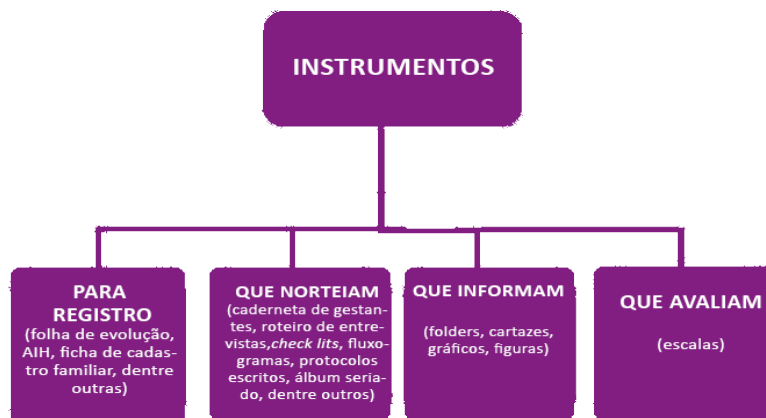 INSTRUMENTOS
PARA
REGISTRO
(folha de evolução,
AIH, ficha de cadas-
tro familiar, dentre
outras)
QUE NORTEIAM
(caderneta de gestan-
tes, roteiro de entre-
vistas,check lits, fluxo-
gramas, protocolos
escritos, álbum seria-
do, dentre outros)
QUE INFORMAM
(folders, cartazes,
gráficos, figuras)
QUE AVALIAM
(escalas)